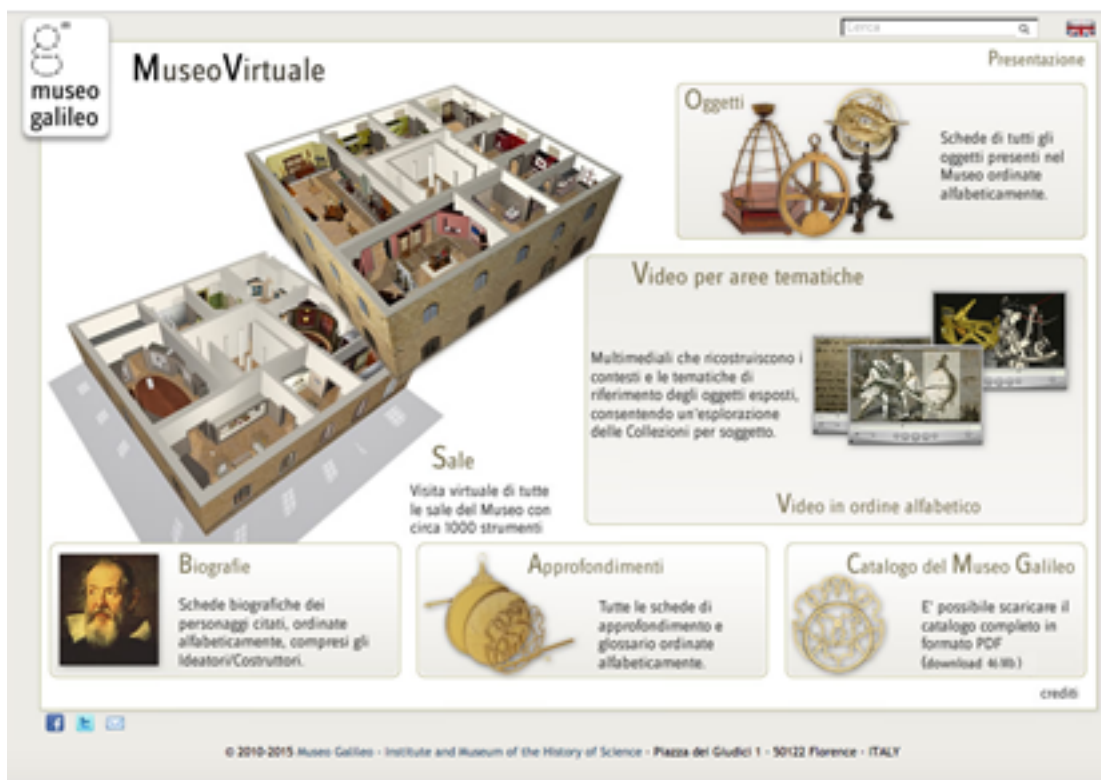 Cerca
museo
galileo
MuseoVirtuale
Presentazione
Oggetti
Schede di tutti gli
oggetti presenti nel
Museo ordinate
alfabeticamente.
Video per aree tematiche
Multimediali che ricostruiscono i
contesti e le tematiche di
riferimento degli oggetti esposti,
consentendo un'esplorazione
delle Collezioni per soggetto.
Video in ordine alfabetico
Sale
Visita virtuale di tutte
le sale del Museo con
circa 1000 strumenti
Biografie
Schede biografiche dei
personaggi citati, ordinate
alfabeticamente, compresi gli
Ideatori/Costruttori.
Approfondimenti
Tutte le schede di
approfondimento e
glossario ordinate
alfabeticamente.
Catalogo del Museo Galileo
E' possibile scaricare il
catalogo completo in
formato PDF
(download 46 Mb)
crediti
© 2010-2015 Museo Galileo - Institute and Museum of the History of Science - Piazza dei Giudici 1 - 50122 Florence - ITALY